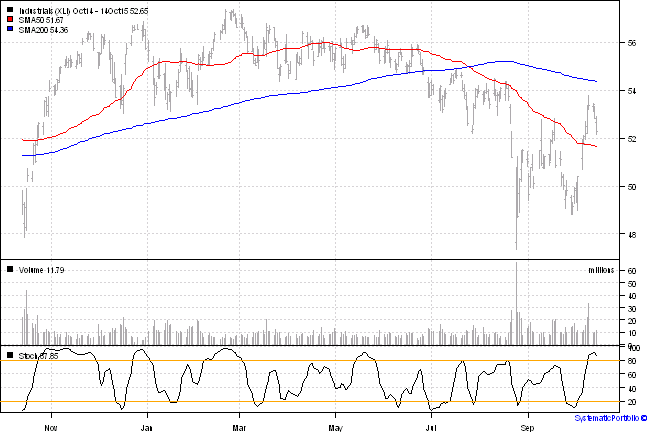 Industrials (XLI) Oct14 - 14Oct15 52.65
SMA50 51.67
SMA200 54.36
56
54
52
50
48
Volume 11.79
millions
60
50
40
30
20
10
0
Stoch 87.85
100
80
60
40
20
Nov
Jan
Mar
May
Jul
Sep
SystematicPortfolio ©